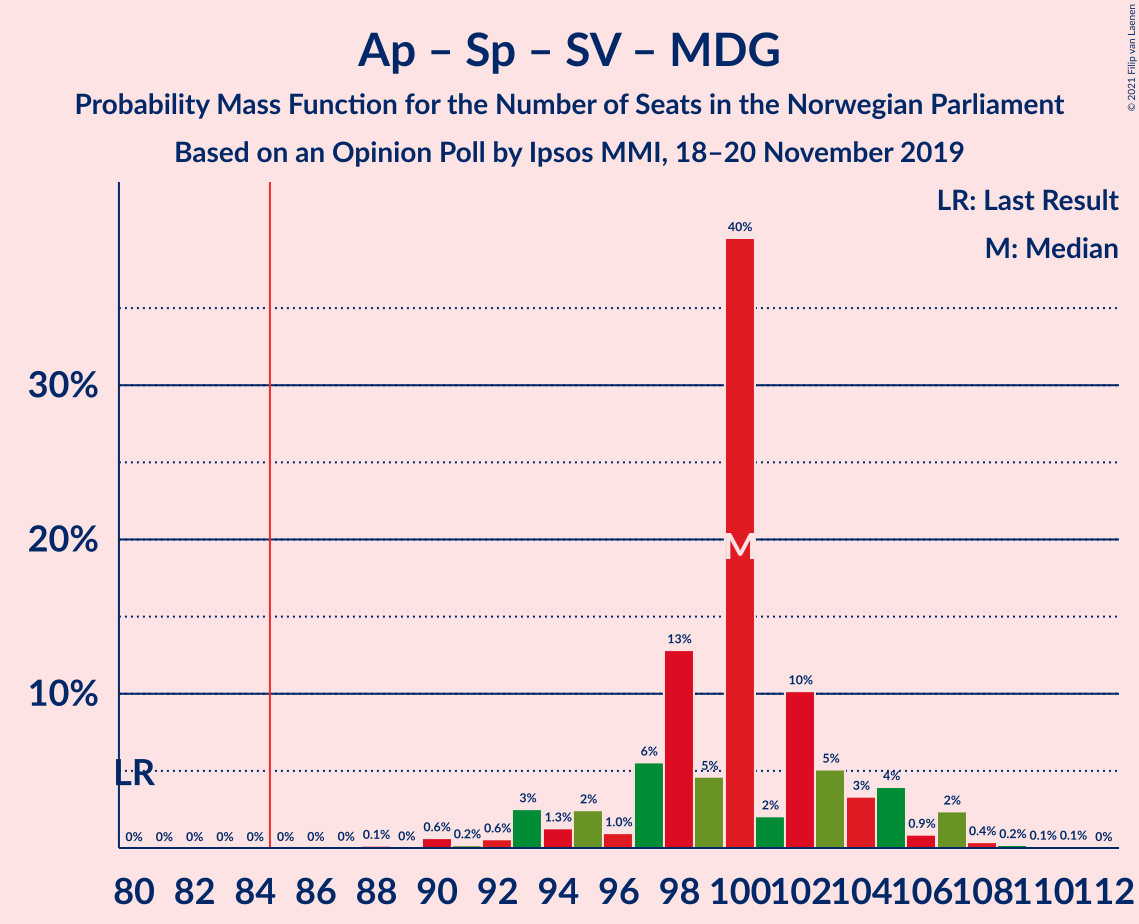 Ap – Sp – SV – MDG
Probability Mass Function for the Number of Seats in the Norwegian Parliament
Based on an Opinion Poll by Ipsos MMI, 18–20 November 2019
© 2021 Filip van Laenen
LR: Last Result
M: Median
30%
20%
10%
LR
M
0% 0% 0% 0% 0% 0% 0% 0% 0.1% 0% 0.6% 0.2% 0.6% 3% 1.3% 2% 1.0% 6% 13% 5% 40% 2% 10% 5% 3% 4% 0.9% 2% 0.4% 0.2% 0.1% 0.1% 0%
80 82 84 86 88 90 92 94 96 98 100 102 104 106 108 110 112